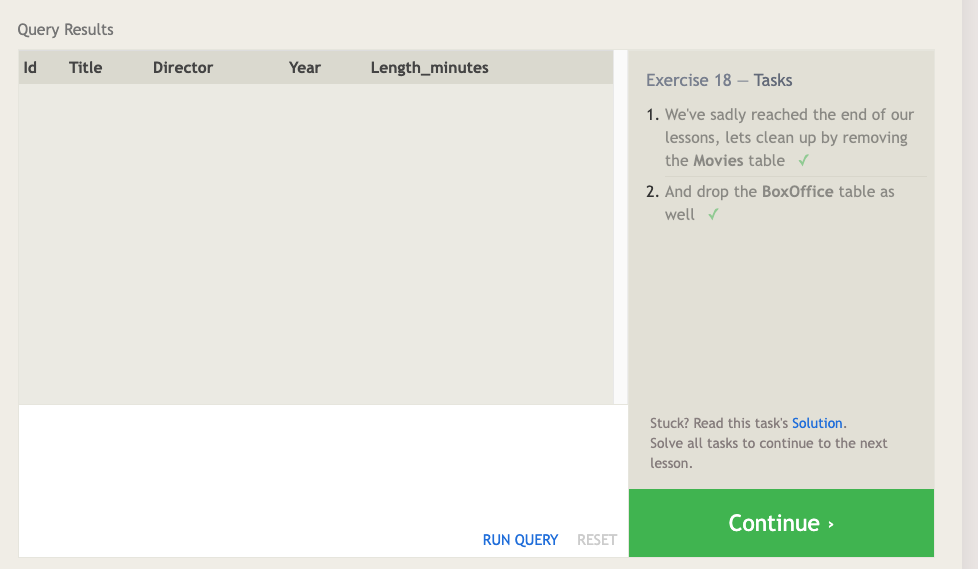 Query Results
Id Title Director Year Length_minutes
Exercise 18 — Tasks
1. We've sadly reached the end of our
lessons, lets clean up by removing
the Movies table ✓
2. And drop the BoxOffice table as
well ✓
Stuck? Read this task's Solution.
Solve all tasks to continue to the next
lesson.
RUN QUERY RESET
Continue ›